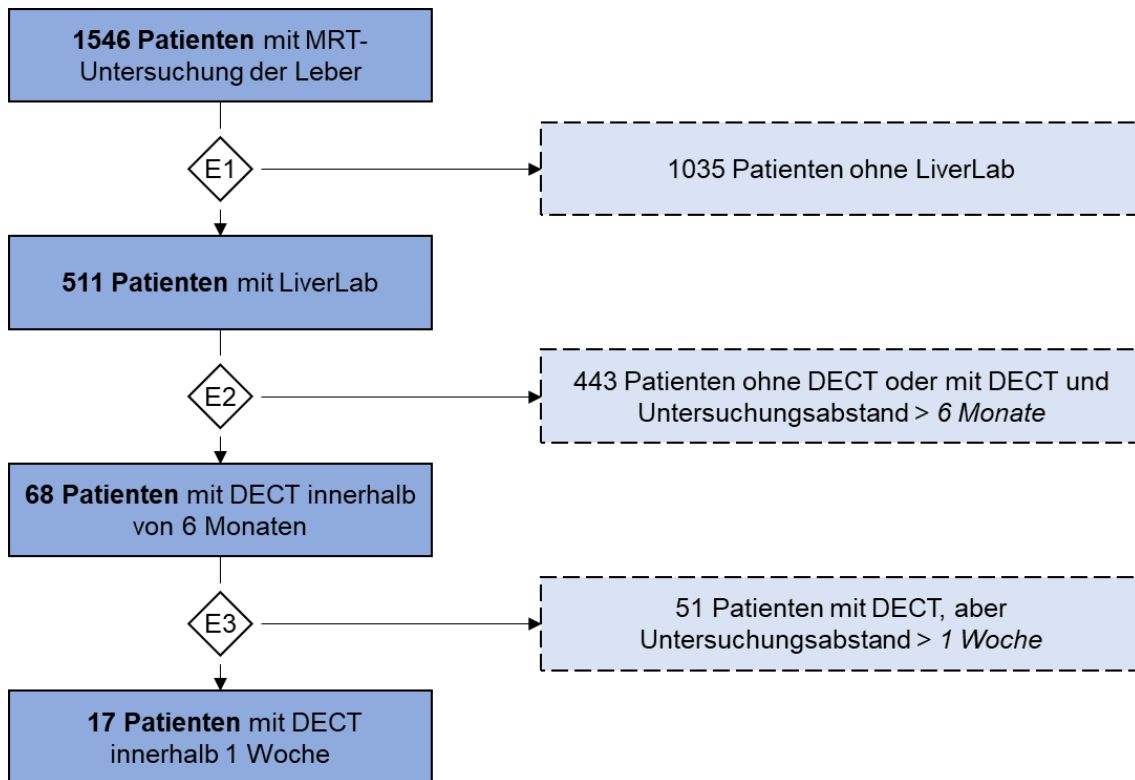 1546 Patienten mit MRT-
Untersuchung der Leber
E1
1035 Patienten ohne LiverLab
511 Patienten mit LiverLab
E2
443 Patienten ohne DECT oder mit DECT und
Untersuchungsabstand > 6 Monate
68 Patienten mit DECT innerhalb
von 6 Monaten
E3
51 Patienten mit DECT, aber
Untersuchungsabstand > 1 Woche
17 Patienten mit DECT
innerhalb 1 Woche